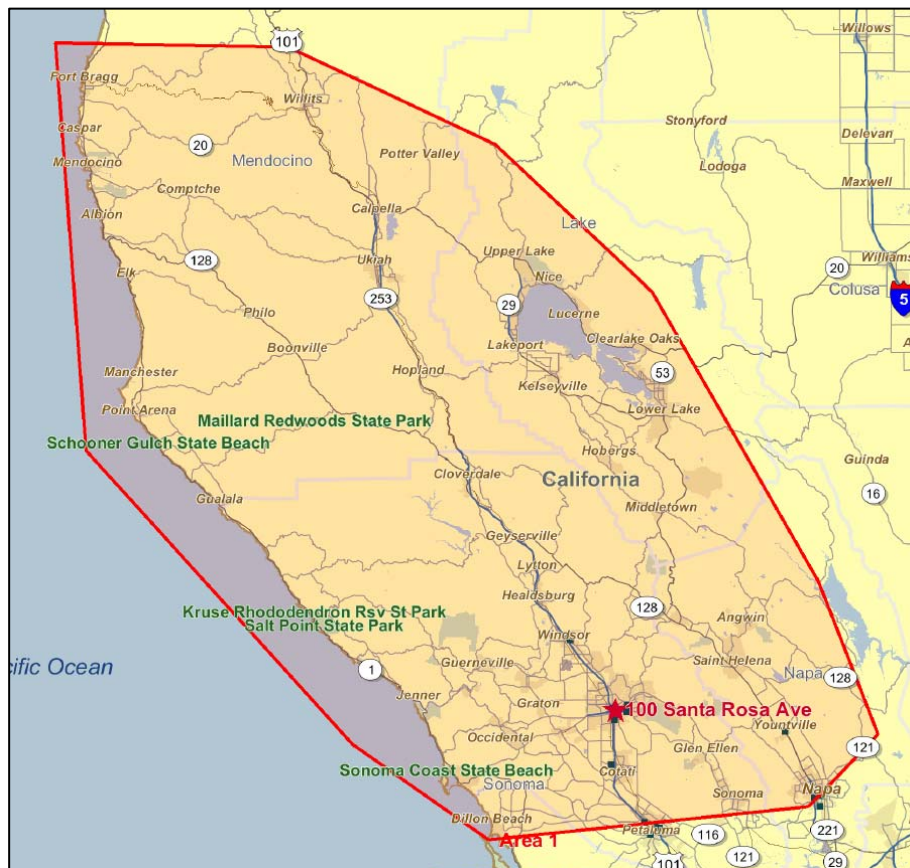 101
Willows
Fort Bragg
Willits
Stonyford
Caspar
Delevan
20
Mendocino
Potter Valley
Mendocino
Lodoga
Comptche
Maxwell
Calpella
Albion
Lake
Upper Lake
Elk
128
Ukiah
Nice
20
Williams
253
29
Colusa
5
Philo
Lucerne
Boonville
Lakeport
Clearlake Oaks
A
Manchester
Hopland
Kelseyville
53
Point Arena
Maillard Redwoods State Park
Lower Lake
Schooner Gulch State Beach
Hobergs
Guinda
Cloverdale
California
16
Gualala
Middletown
Geyserville
Lytton
Healdsburg
Kruse Rhododendron Rsv St Park
128
Salt Point State Park
Angwin
Windsor
cific Ocean
1
Guerneville
Saint Helena
Napa
128
Jenner
Graton
100 Santa Rosa Ave
Yountville
Occidental
Glen Ellen
121
Sonoma Coast State Beach
Cotati
Sonoma
Sonoma
Napa
Dillon Beach
Area 1
Petaluma
116
221
121
101
29